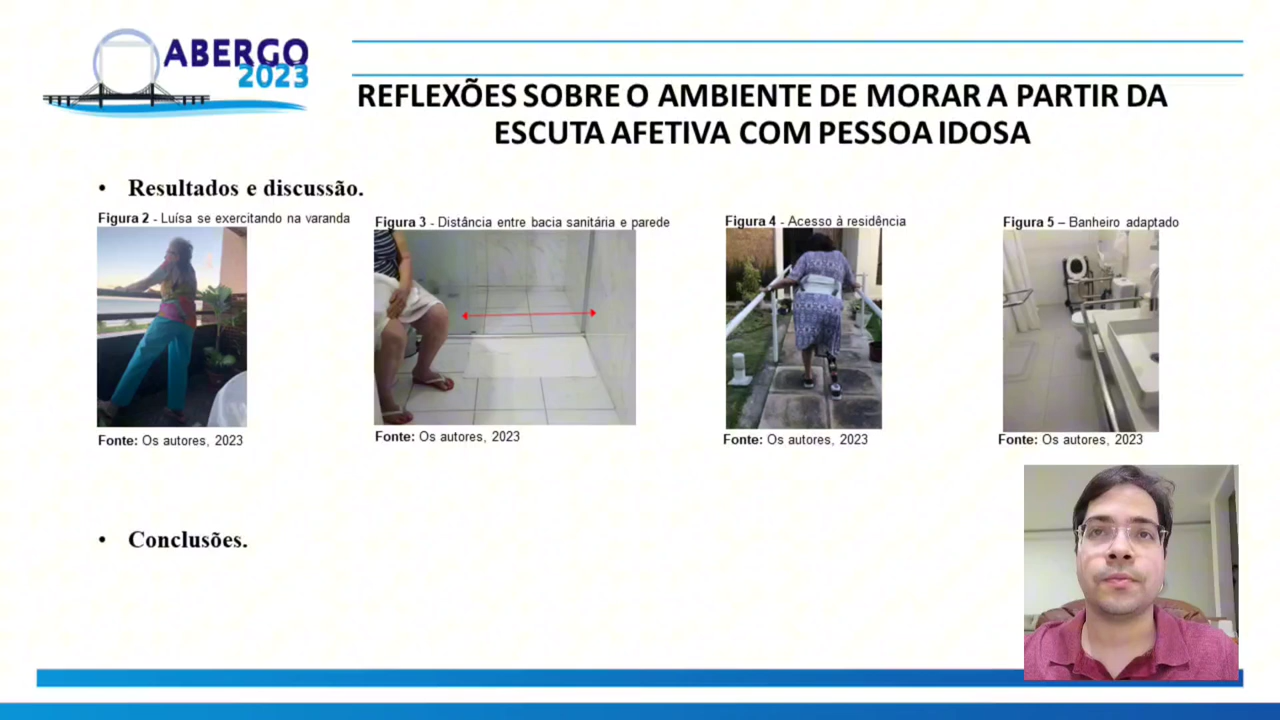 ABERGO
2023
REFLEXÕES SOBRE O AMBIENTE DE MORAR A PARTIR DA
ESCUTA AFETIVA COM PESSOA IDOSA
• Resultados e discussão.
Figura 2 - Luísa se exercitando na varanda
Figura 3 - Distância entre bacia sanitária e parede
Figura 4 - Acesso à residência
Figura 5 – Banheiro adaptado
Fonte: Os autores, 2023
Fonte: Os autores, 2023
Fonte: Os autores, 2023
Fonte: Os autores, 2023
• Conclusões.